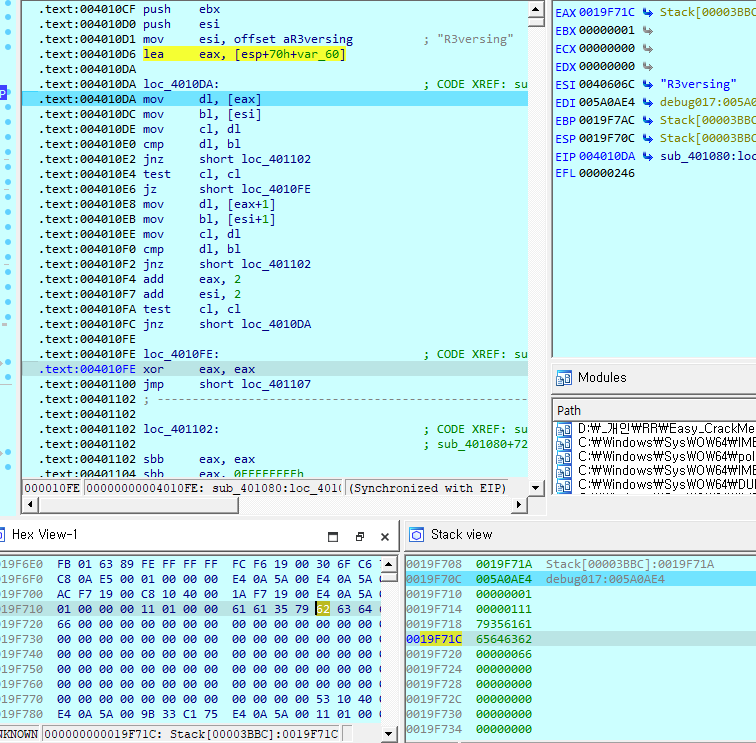 .text:004010CF push ebx
.text:004010D0 push esi
.text:004010D1 mov esi, offset aR3versing ; "R3versing"
.text:004010D6 lea eax, [esp+70h+var_60]
.text:004010DA
.text:004010DA loc_4010DA: ; CODE XREF: su
.text:004010DA mov dl, [eax]
.text:004010DC mov bl, [esi]
.text:004010DE mov cl, dl
.text:004010E0 cmp dl, bl
.text:004010E2 jnz short loc_401102
.text:004010E4 test cl, cl
.text:004010E6 jz short loc_4010FE
.text:004010E8 mov dl, [eax+1]
.text:004010EB mov bl, [esi+1]
.text:004010EE mov cl, dl
.text:004010F0 cmp dl, bl
.text:004010F2 jnz short loc_401102
.text:004010F4 add eax, 2
.text:004010F7 add esi, 2
.text:004010FA test cl, cl
.text:004010FC jnz short loc_4010DA
.text:004010FE
.text:004010FE loc_4010FE: ; CODE XREF: su
.text:004010FE xor eax, eax
.text:00401100 jmp short loc_401107
.text:00401102 ; ---------------------------------------------------
.text:00401102
.text:00401102 loc_401102: ; CODE XREF: su
.text:00401102 ; sub_401080+72
.text:00401102 sbb eax, eax
.text:00401104 sbb eax, 0FFFFFFFFh
000010FE 00000000004010FE: sub_401080:loc_401( (Synchronized with EIP)
EAX 0019F71C Stack[00003BBC
EBX 00000001
ECX 00000000
EDX 00000000
ESI 0040606C "R3versing"
EDI 005A0AE4 debug017:005A0
EBP 0019F7AC Stack[00003BBC
ESP 0019F70C Stack[00003BBC
EIP 004010DA sub_401080:loc
EFL 00000246
Modules
Path
D:₩_개인₩RR₩Easy_CrackMe
C:₩Windows₩SysWOW64₩IME
C:₩Windows₩SysWOW64₩pol
C:₩Windows₩SysWOW64₩IME
C:₩Windows₩SysWOW64₩DUI
Hex View-1
019F6E0 FB 01 63 89 FE FF FF FF FC F6 19 00 30 6F C6 7
019F6F0 C8 0A E5 00 01 00 00 00 E4 0A 5A 00 E4 0A 5A 0
019F700 AC F7 19 00 C8 10 40 00 1A F7 19 00 E4 0A 5A 0
019F710 01 00 00 00 11 01 00 00 61 61 35 79 62 63 64 6
019F720 66 00 00 00 00 00 00 00 00 00 00 00 00 00 00 0
019F730 00 00 00 00 00 00 00 00 00 00 00 00 00 00 00 0
019F740 00 00 00 00 00 00 00 00 00 00 00 00 00 00 00 0
019F750 00 00 00 00 00 00 00 00 00 00 00 00 00 00 00 0
019F760 00 00 00 00 00 00 00 00 00 00 00 00 00 00 00 0
019F770 00 00 00 00 00 00 00 00 00 00 00 00 53 10 40 0
019F780 E4 0A 5A 00 9B 33 C1 75 E4 0A 5A 00 11 01 00 0
NKNOWN 000000000019F71C: Stack[00003BBC]:0019F71C
Stack view
0019F708 0019F71A Stack[00003BBC]:0019F71A
0019F70C 005A0AE4 debug017:005A0AE4
0019F710 00000001
0019F714 00000111
0019F718 79356161
0019F71C 65646362
0019F720 00000066
0019F724 00000000
0019F728 00000000
0019F72C 00000000
0019F730 00000000
0019F734 00000000